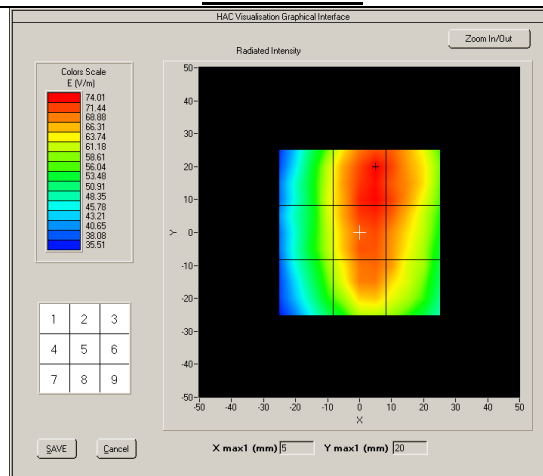 HAC Visualisation Graphical Interface
Zoom In/Out
Radiated Intensity
Colors Scale
E (V/m)
74.01
71.44
68.88
66.31
63.74
61.18
58.61
56.04
53.48
50.91
48.35
45.78
43.21
40.65
38.08
35.51
50
40
30
20
10
0
-10
-20
-30
-40
-50
Y
-50 -40 -30 -20 -10 0 10 20 30 40 50
X
1 2 3
4 5 6
7 8 9
SAVE
Cancel
X max1 (mm) 5 Y max1 (mm) 20